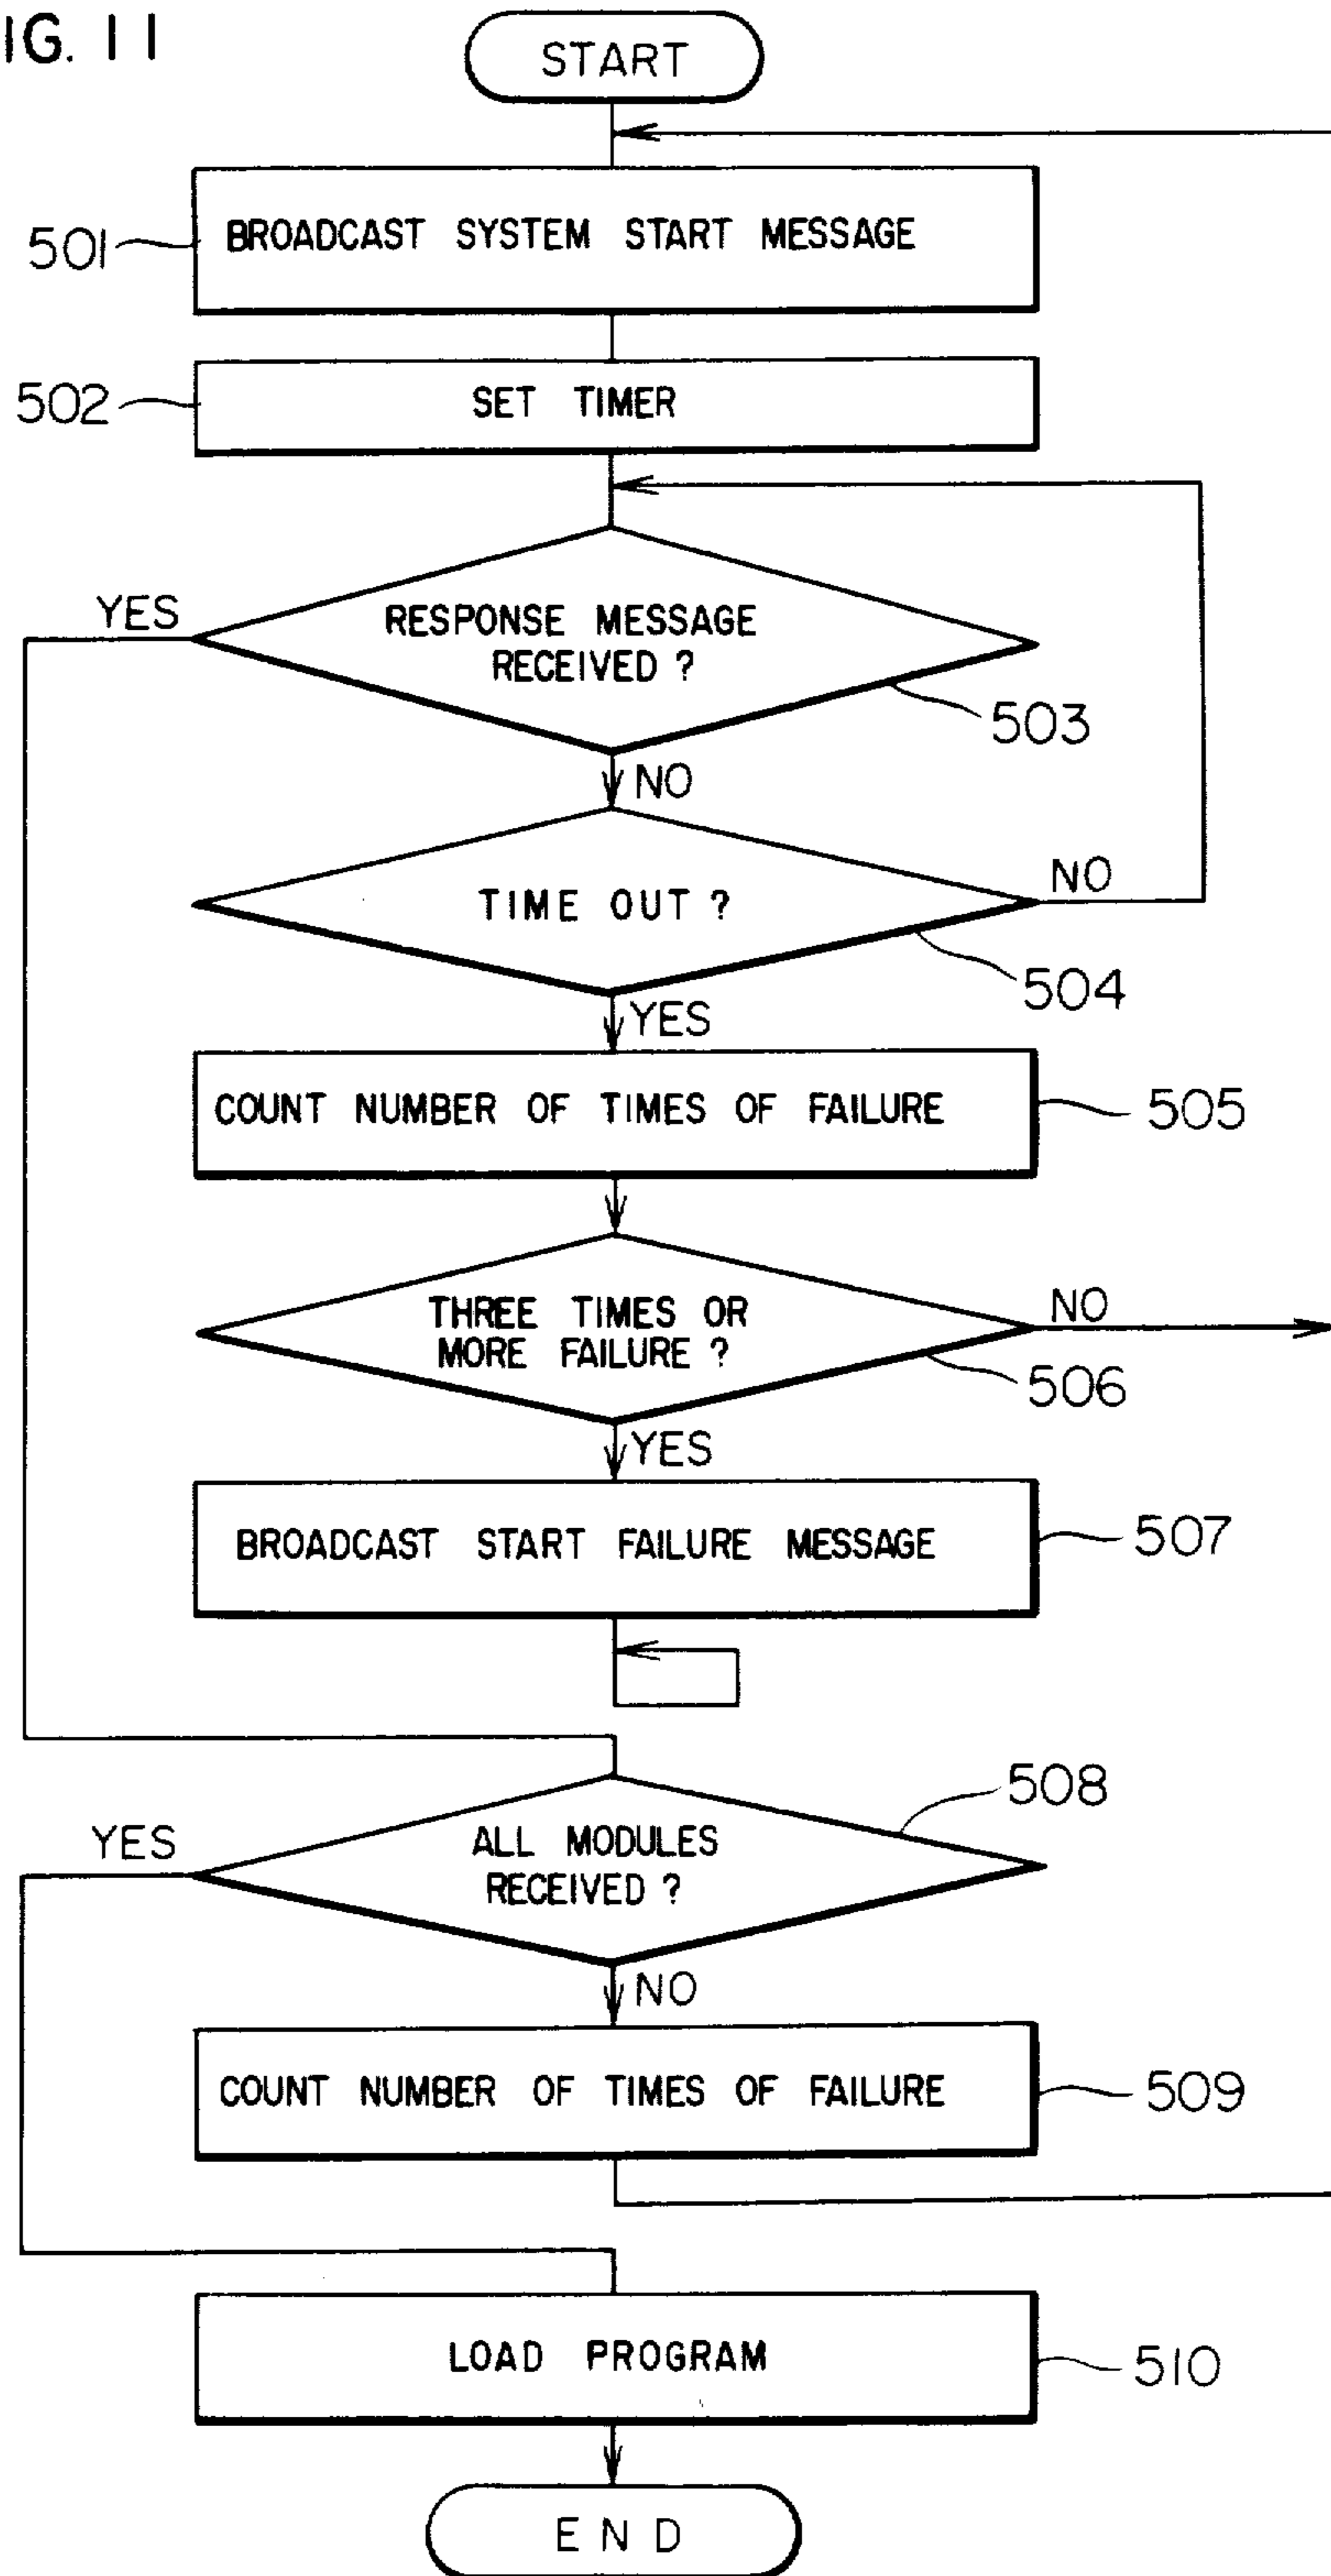 IG. 11
START
501
BROADCAST SYSTEM START MESSAGE
502
SET TIMER
YES
RESPONSE MESSAGE
RECEIVED ?
503
NO
TIME OUT ?
NO
504
YES
COUNT NUMBER OF TIMES OF FAILURE
505
THREE TIMES OR
MORE FAILURE ?
NO
506
YES
BROADCAST START FAILURE MESSAGE
507
508
YES
ALL MODULES
RECEIVED ?
NO
COUNT NUMBER OF TIMES OF FAILURE
509
LOAD PROGRAM
510
END